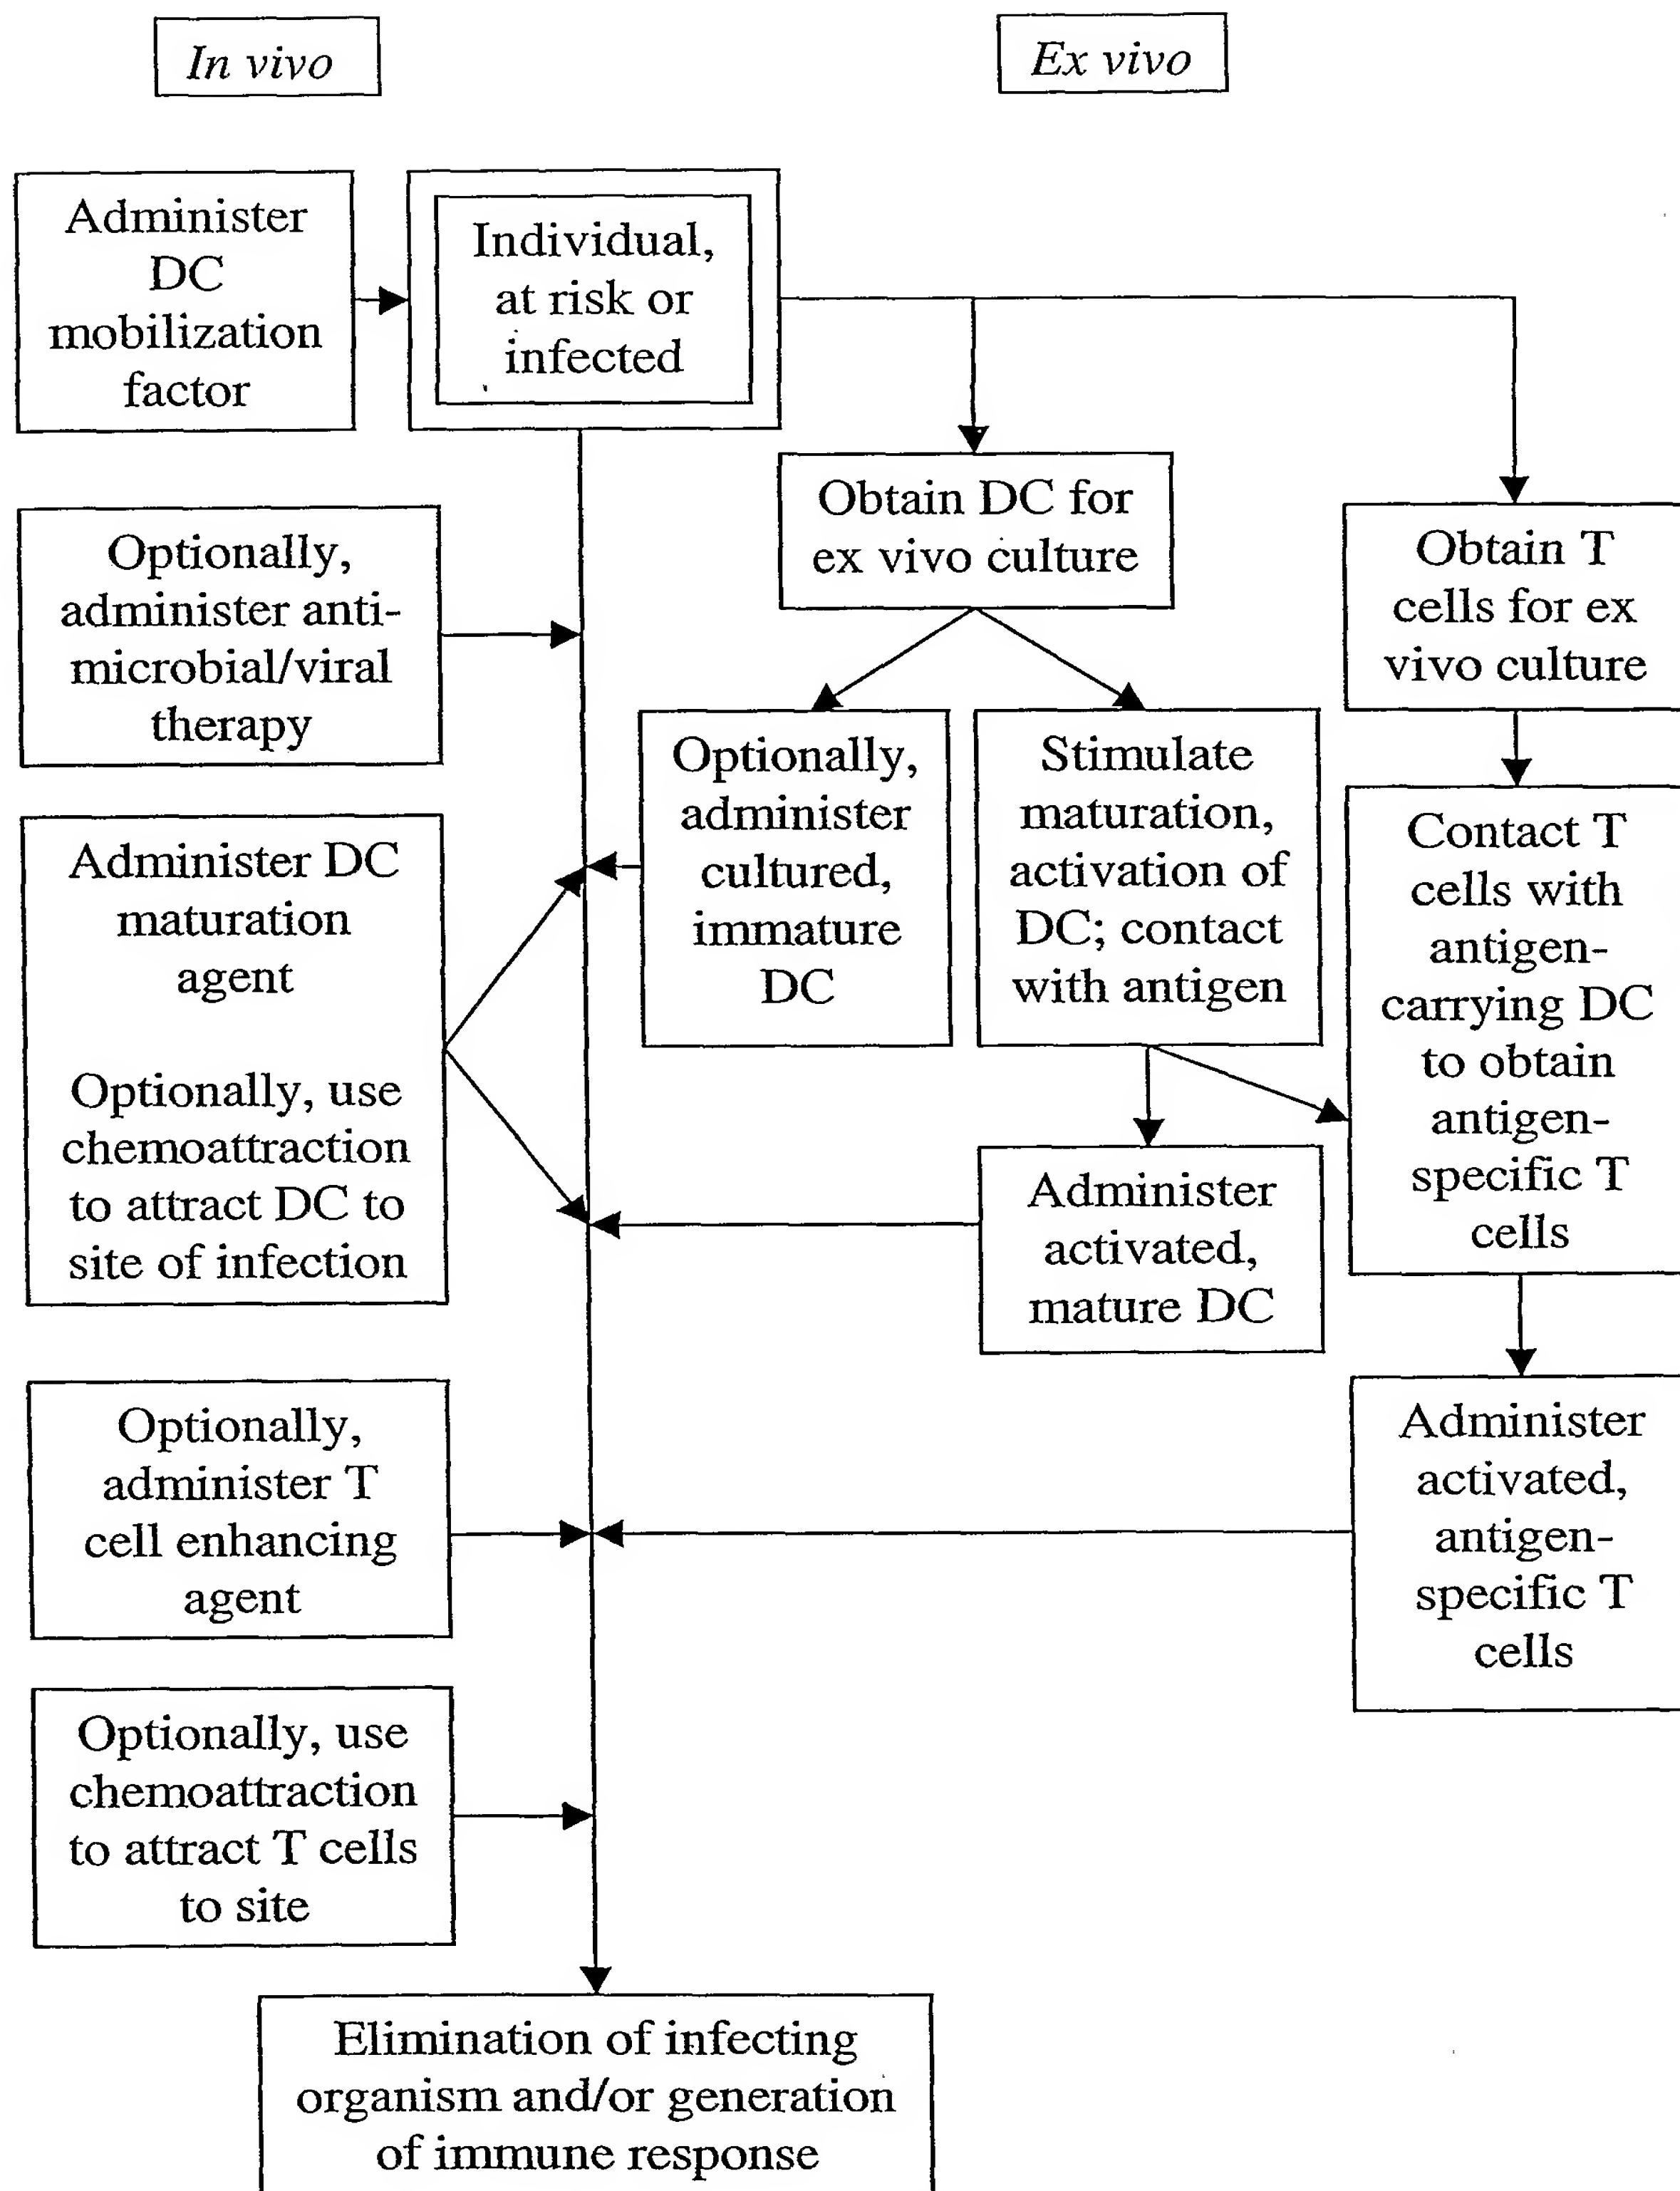 In vivo
Ex vivo
Administer
DC
mobilization
factor
Individual,
at risk or
infected
Obtain DC for
ex vivo culture
Obtain T
cells for ex
vivo culture
Optionally,
administer anti-
microbial/viral
therapy
Optionally,
administer
cultured,
immature
DC
Stimulate
maturation,
activation of
DC; contact
with antigen
Contact T
cells with
antigen-
carrying DC
to obtain
antigen-
specific T
cells
Administer DC
maturation
agent
Optionally, use
chemoattraction
to attract DC to
site of infection
Administer
activated,
mature DC
Optionally,
administer T
cell enhancing
agent
Administer
activated,
antigen-
specific T
cells
Optionally, use
chemoattraction
to attract T cells
to site
Elimination of infecting
organism and/or generation
of immune response